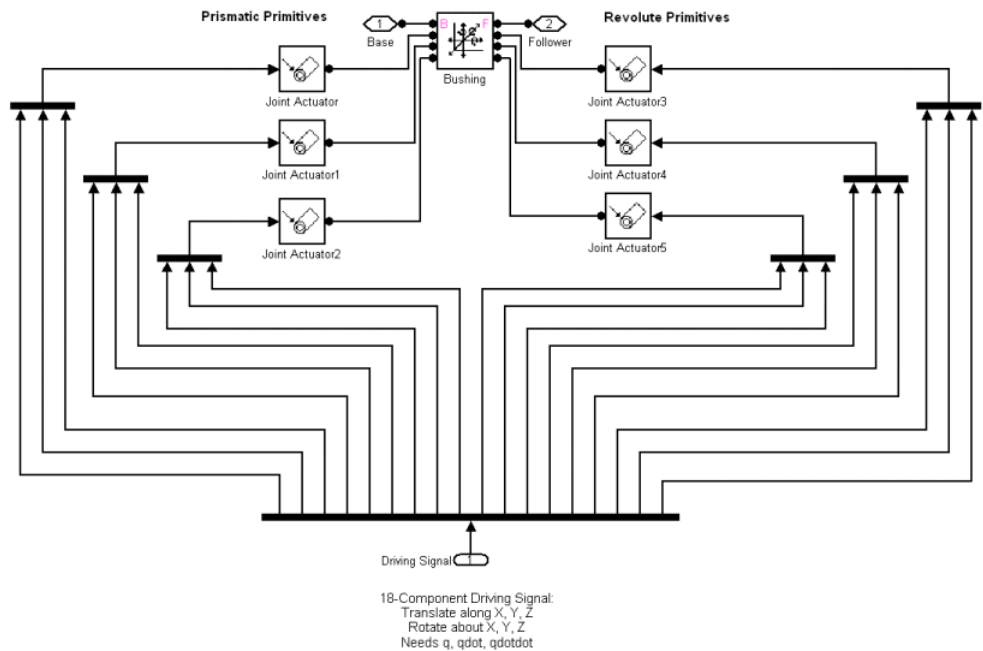 Prismatic Primitives
Revolute Primitives
1
B
F
2
Base
Follower
Bushing
Joint Actuator
Joint Actuator3
Joint Actuator1
Joint Actuator4
Joint Actuator2
Joint Actuator5
Driving Signal
1
18-Component Driving Signal:
Translate along X, Y, Z
Rotate about X, Y, Z
Needs q, qdot, qdotdot